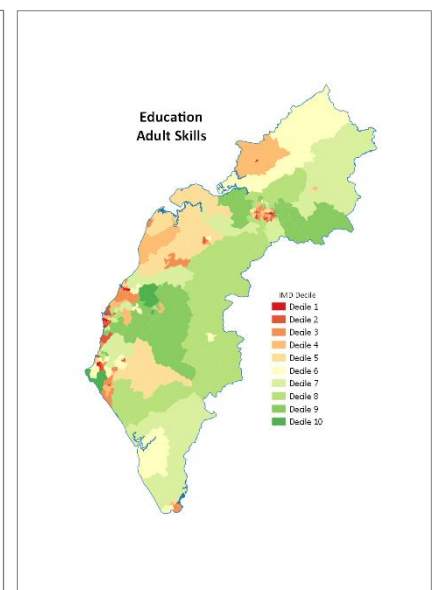 Education
Adult Skills
IMD Decile
Decile 1
Decile 2
Decile 3
Decile 4
Decile 5
Decile 6
Decile 7
Decile 8
Decile 9
Decile 10